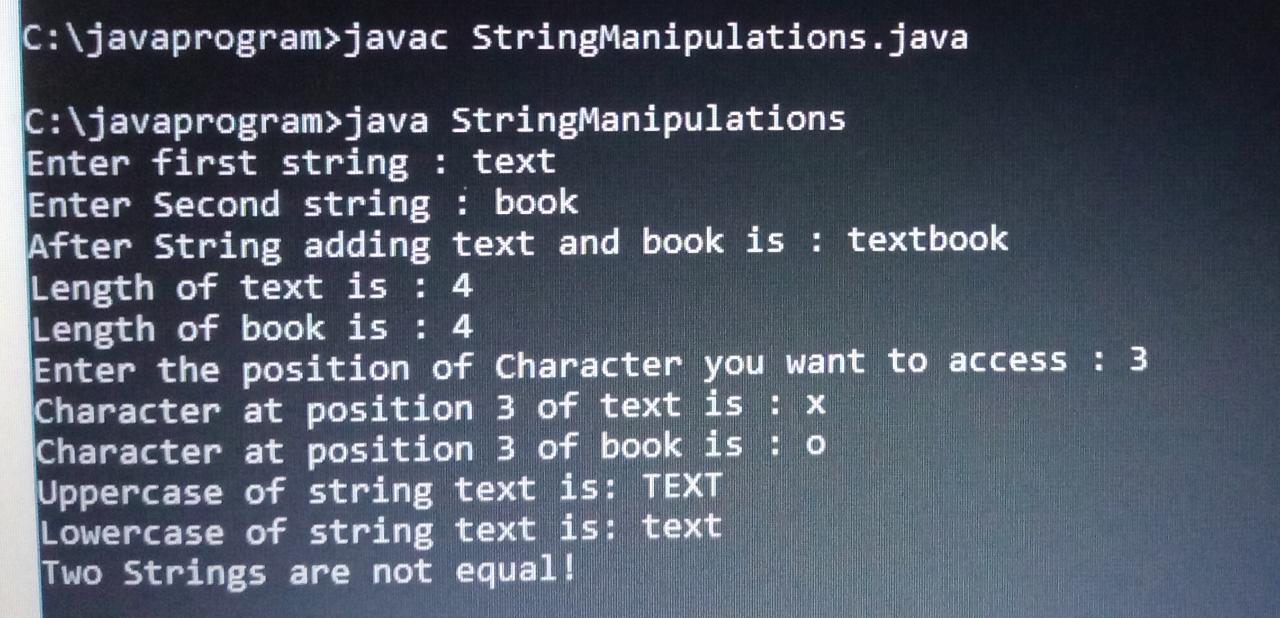 C:\javaprogram>javac StringManipulations.java
C:\javaprogram>java StringManipulations
Enter first string : text
Enter Second string : book
After String adding text and book is : textbook
Length of text is : 4
Length of book is : 4
Enter the position of Character you want to access : 3
Character at position 3 of text is : x
Character at position 3 of book is : o
Uppercase of string text is: TEXT
Lowercase of string text is: text
Two Strings are not equal!